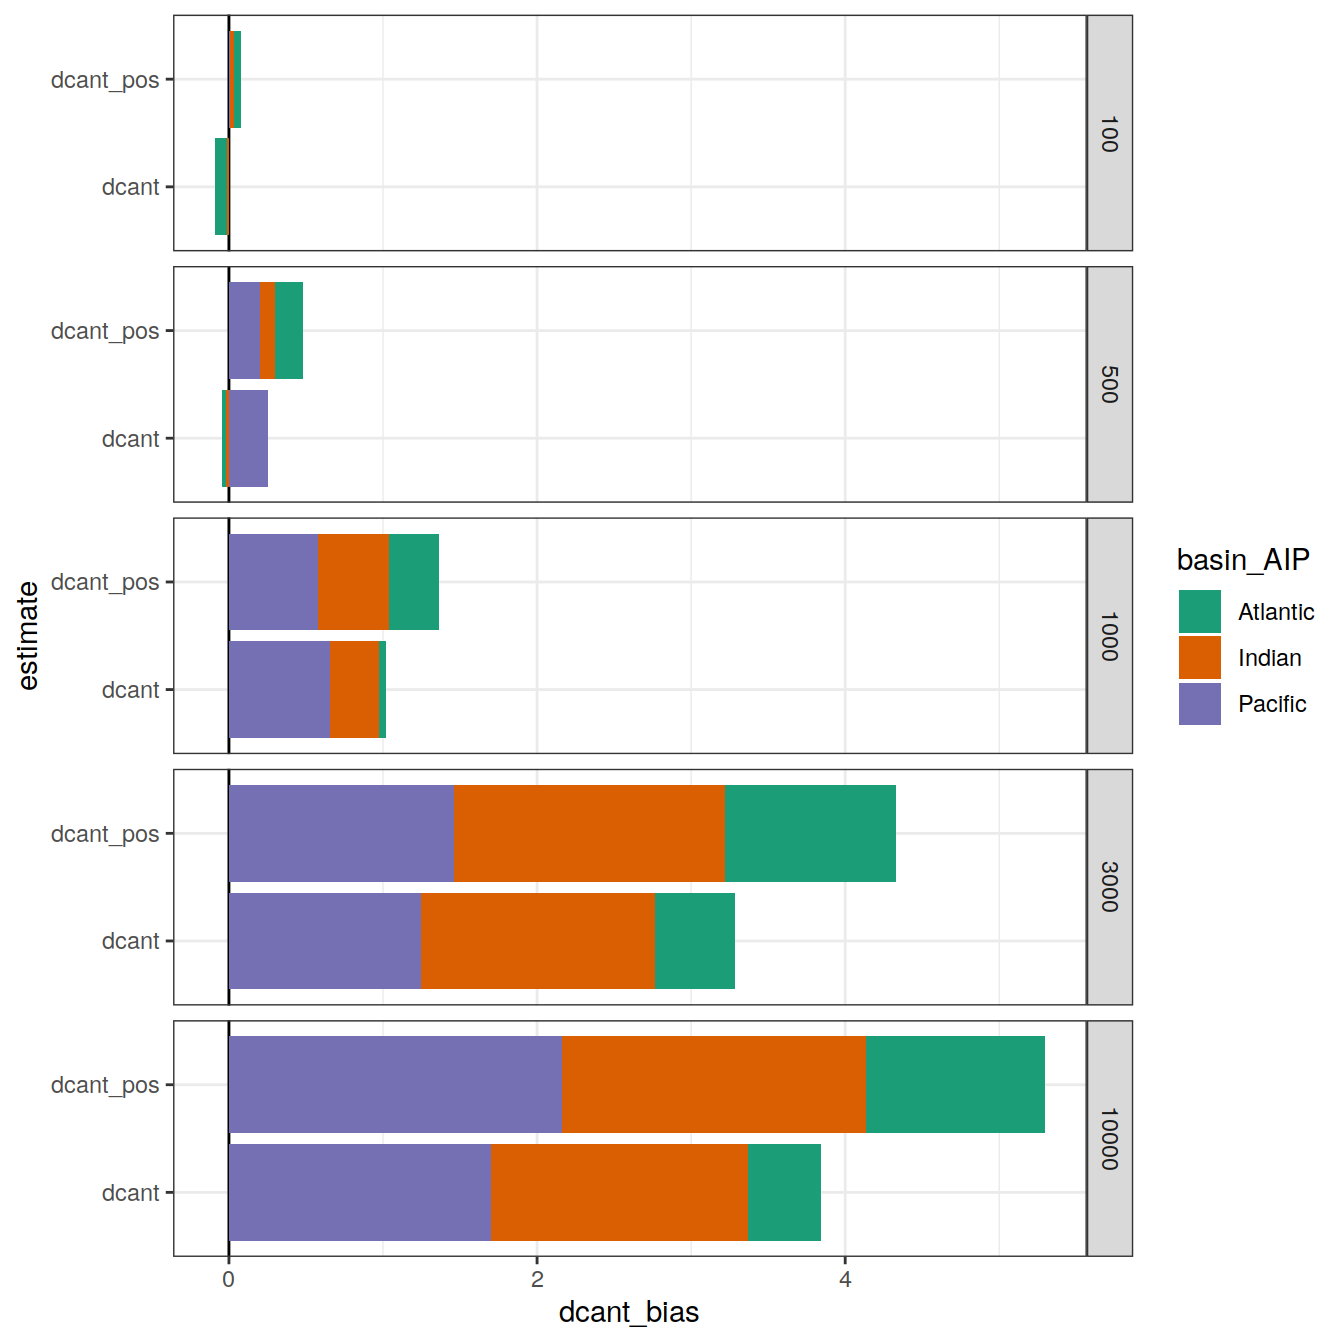 dcant_pos
dcant
100
dcant_pos
dcant
500
dcant_pos
dcant
1000
dcant_pos
dcant
3000
dcant_pos
dcant
10000
0 2 4
dcant_bias
estimate
basin_AIP
Atlantic
Indian
Pacific